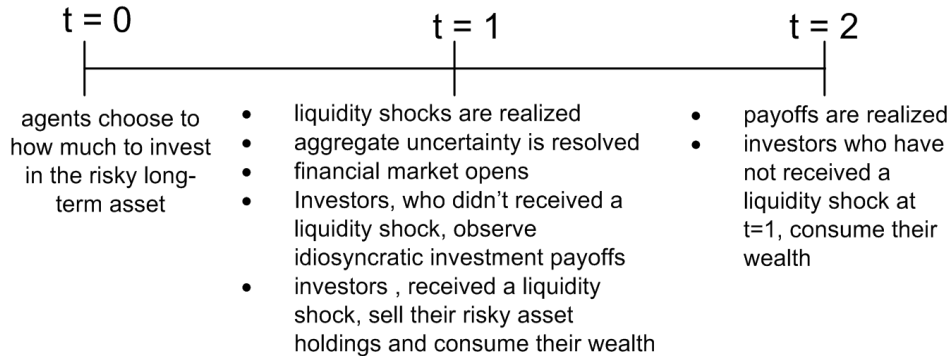 t = 0
t = 1
t = 2
agents choose to
how much to invest
in the risky long-
term asset
• liquidity shocks are realized
• aggregate uncertainty is resolved
• financial market opens
• Investors, who didn't received a
liquidity shock, observe
idiosyncratic investment payoffs
• investors , received a liquidity
shock, sell their risky asset
holdings and consume their wealth
• payoffs are realized
• investors who have
not received a
liquidity shock at
t=1, consume their
wealth